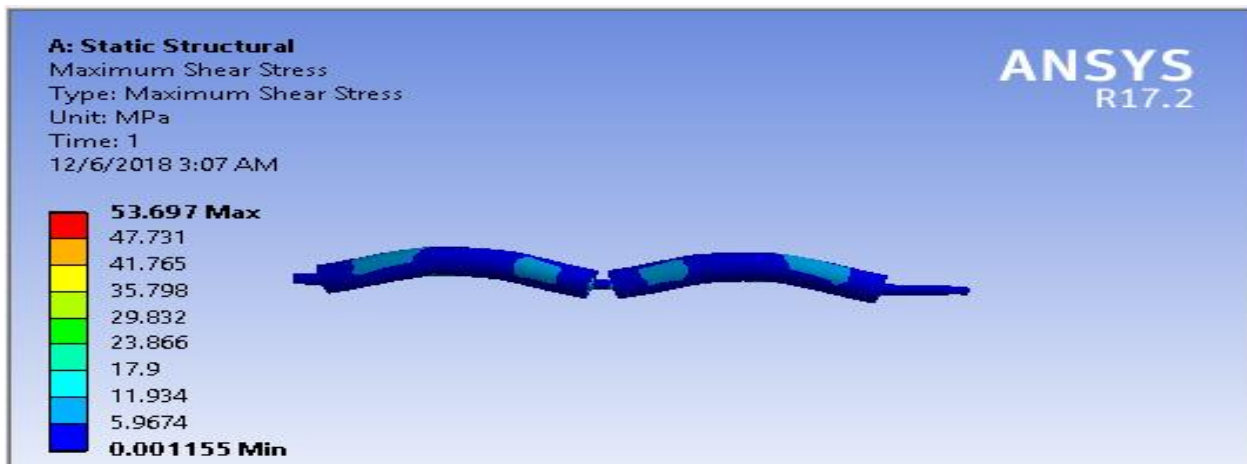 A: Static Structural
Maximum Shear Stress
Type: Maximum Shear Stress
Unit: MPa
Time: 1
12/6/2018 3:07 AM
ANSYS
R17.2
53.697 Max
47.731
41.765
35.798
29.832
23.866
17.9
11.934
5.9674
0.001155 Min